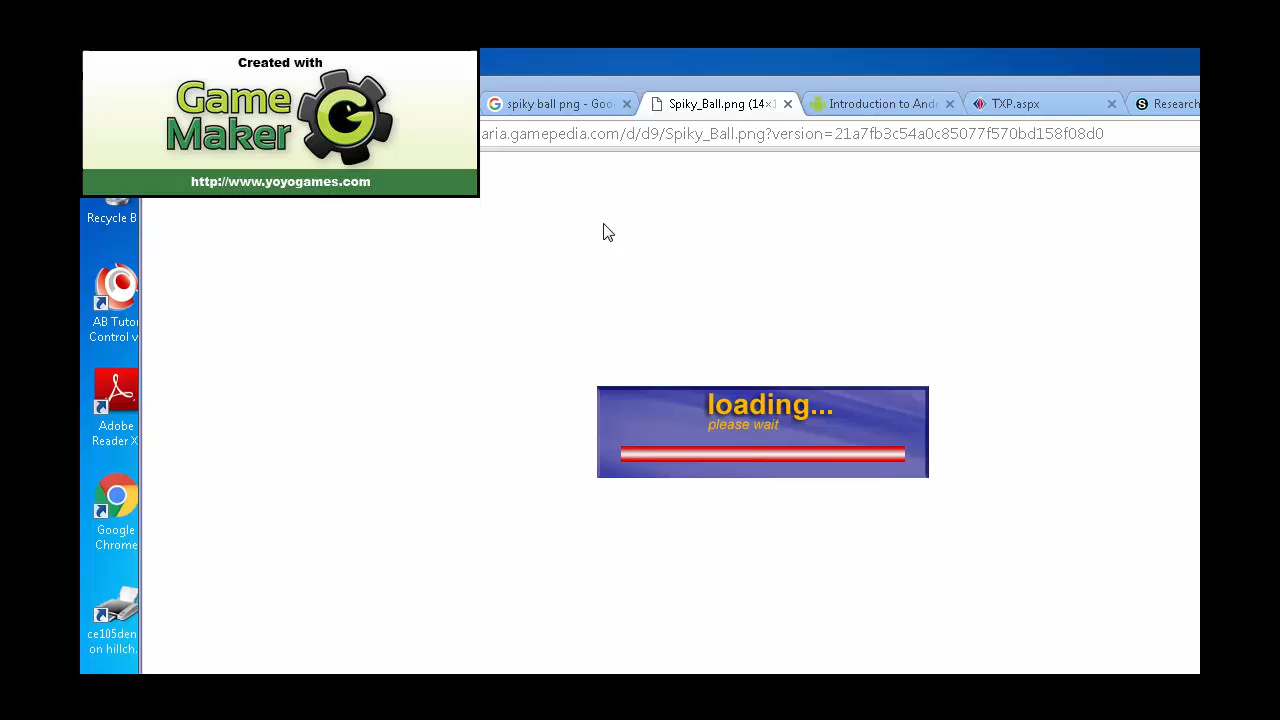 Created with
Game
Maker
http://www.yoyogames.com
spiky ball png - Goo
Spiky_Ball.png (14×1
Introduction to And
TXP.aspx
Research
aria.gamepedia.com/d/d9/Spiky_Ball.png?version=21a7fb3c54a0c85077f570bd158f08d0
Recycle B
AB Tuto
Control v
Adobe
Reader X
Google
Chrome
ce105den
on hillch.
loading...
please wait